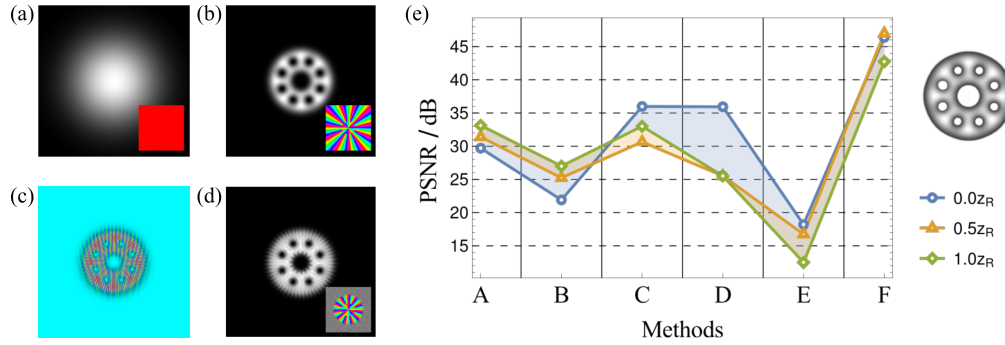 (a)
(b)
(c)
(d)
(e)
PSNR / dB
45
40
35
30
25
20
15
A B C D E F
Methods
0.0zR
0.5zR
1.0zR